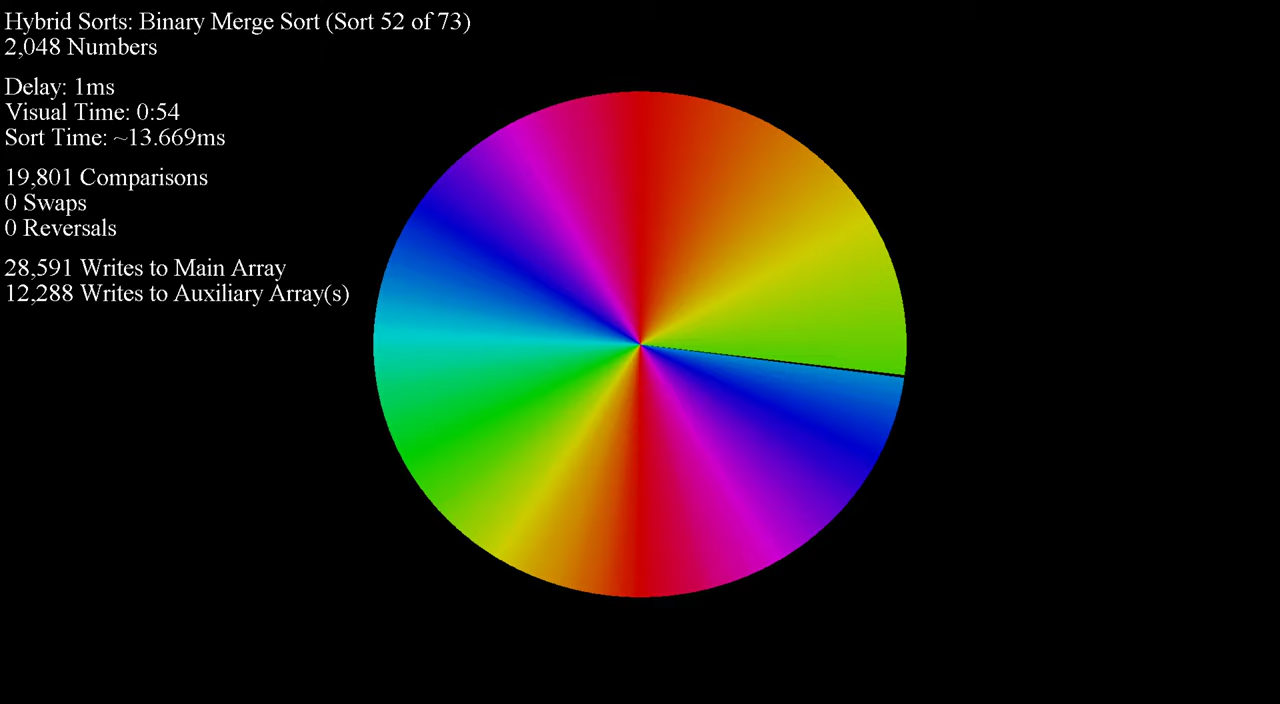 Hybrid Sorts: Binary Merge Sort (Sort 52 of 73)
2,048 Numbers
Delay: 1ms
Visual Time: 0:54
Sort Time: ~13.669ms
19,801 Comparisons
0 Swaps
0 Reversals
28,591 Writes to Main Array
12,288 Writes to Auxiliary Array(s)